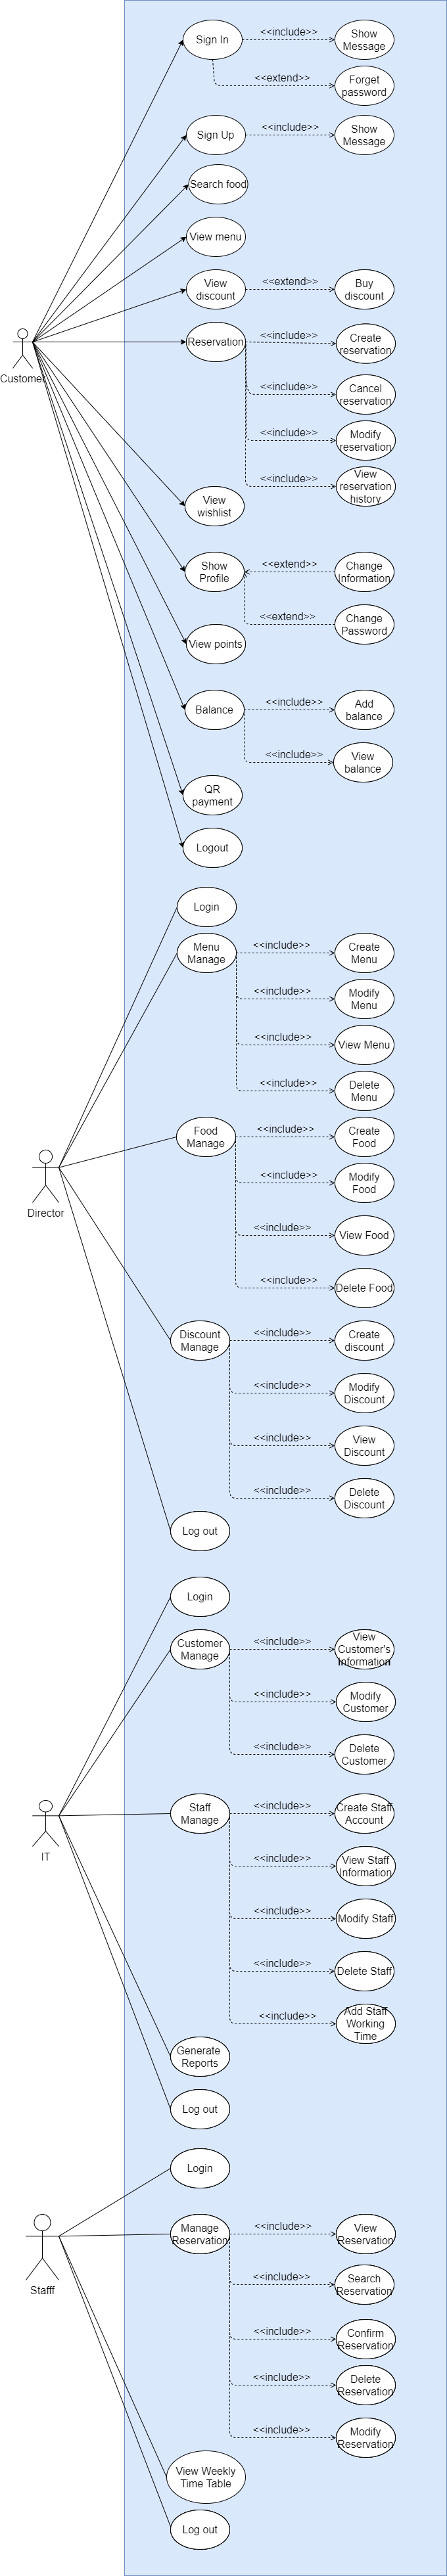 Sign In
<<include>>
Show
Message
<<extend>>
Forget
password
Sign Up
<<include>>
Show
Message
Search food
View menu
View
discount
<<extend>>
Buy
discount
Customer
Reservation
<<include>>
Create
reservation
<<include>>
Cancel
reservation
<<include>>
Modify
reservation
<<include>>
View
reservation
history
View
wishlist
Show
Profile
<<extend>>
Change
Information
<<extend>>
Change
Password
View points
Balance
<<include>>
Add
balance
<<include>>
View
balance
QR
payment
Logout
Login
Menu
Manage
<<include>>
Create
Menu
<<include>>
Modify
Menu
<<include>>
View Menu
<<include>>
Delete
Menu
Director
Food
Manage
<<include>>
Create
Food
<<include>>
Modify
Food
<<include>>
View Food
<<include>>
Delete Food
Discount
Manage
<<include>>
Create
discount
<<include>>
Modify
Discount
<<include>>
View
Discount
<<include>>
Delete
Discount
Log out
Login
Customer
Manage
<<include>>
View
Customer's
Information
<<include>>
Modify
Customer
<<include>>
Delete
Customer
IT
Staff
Manage
<<include>>
Create Staff
Account
<<include>>
View Staff
Information
<<include>>
Modify Staff
<<include>>
Delete Staff
<<include>>
Add Staff
Working
Time
Generate
Reports
Log out
Login
Stafff
Manage
Reservation
<<include>>
View
Reservation
<<include>>
Search
Reservation
<<include>>
Confirm
Reservation
<<include>>
Delete
Reservation
<<include>>
Modify
Reservation
View Weekly
Time Table
Log out